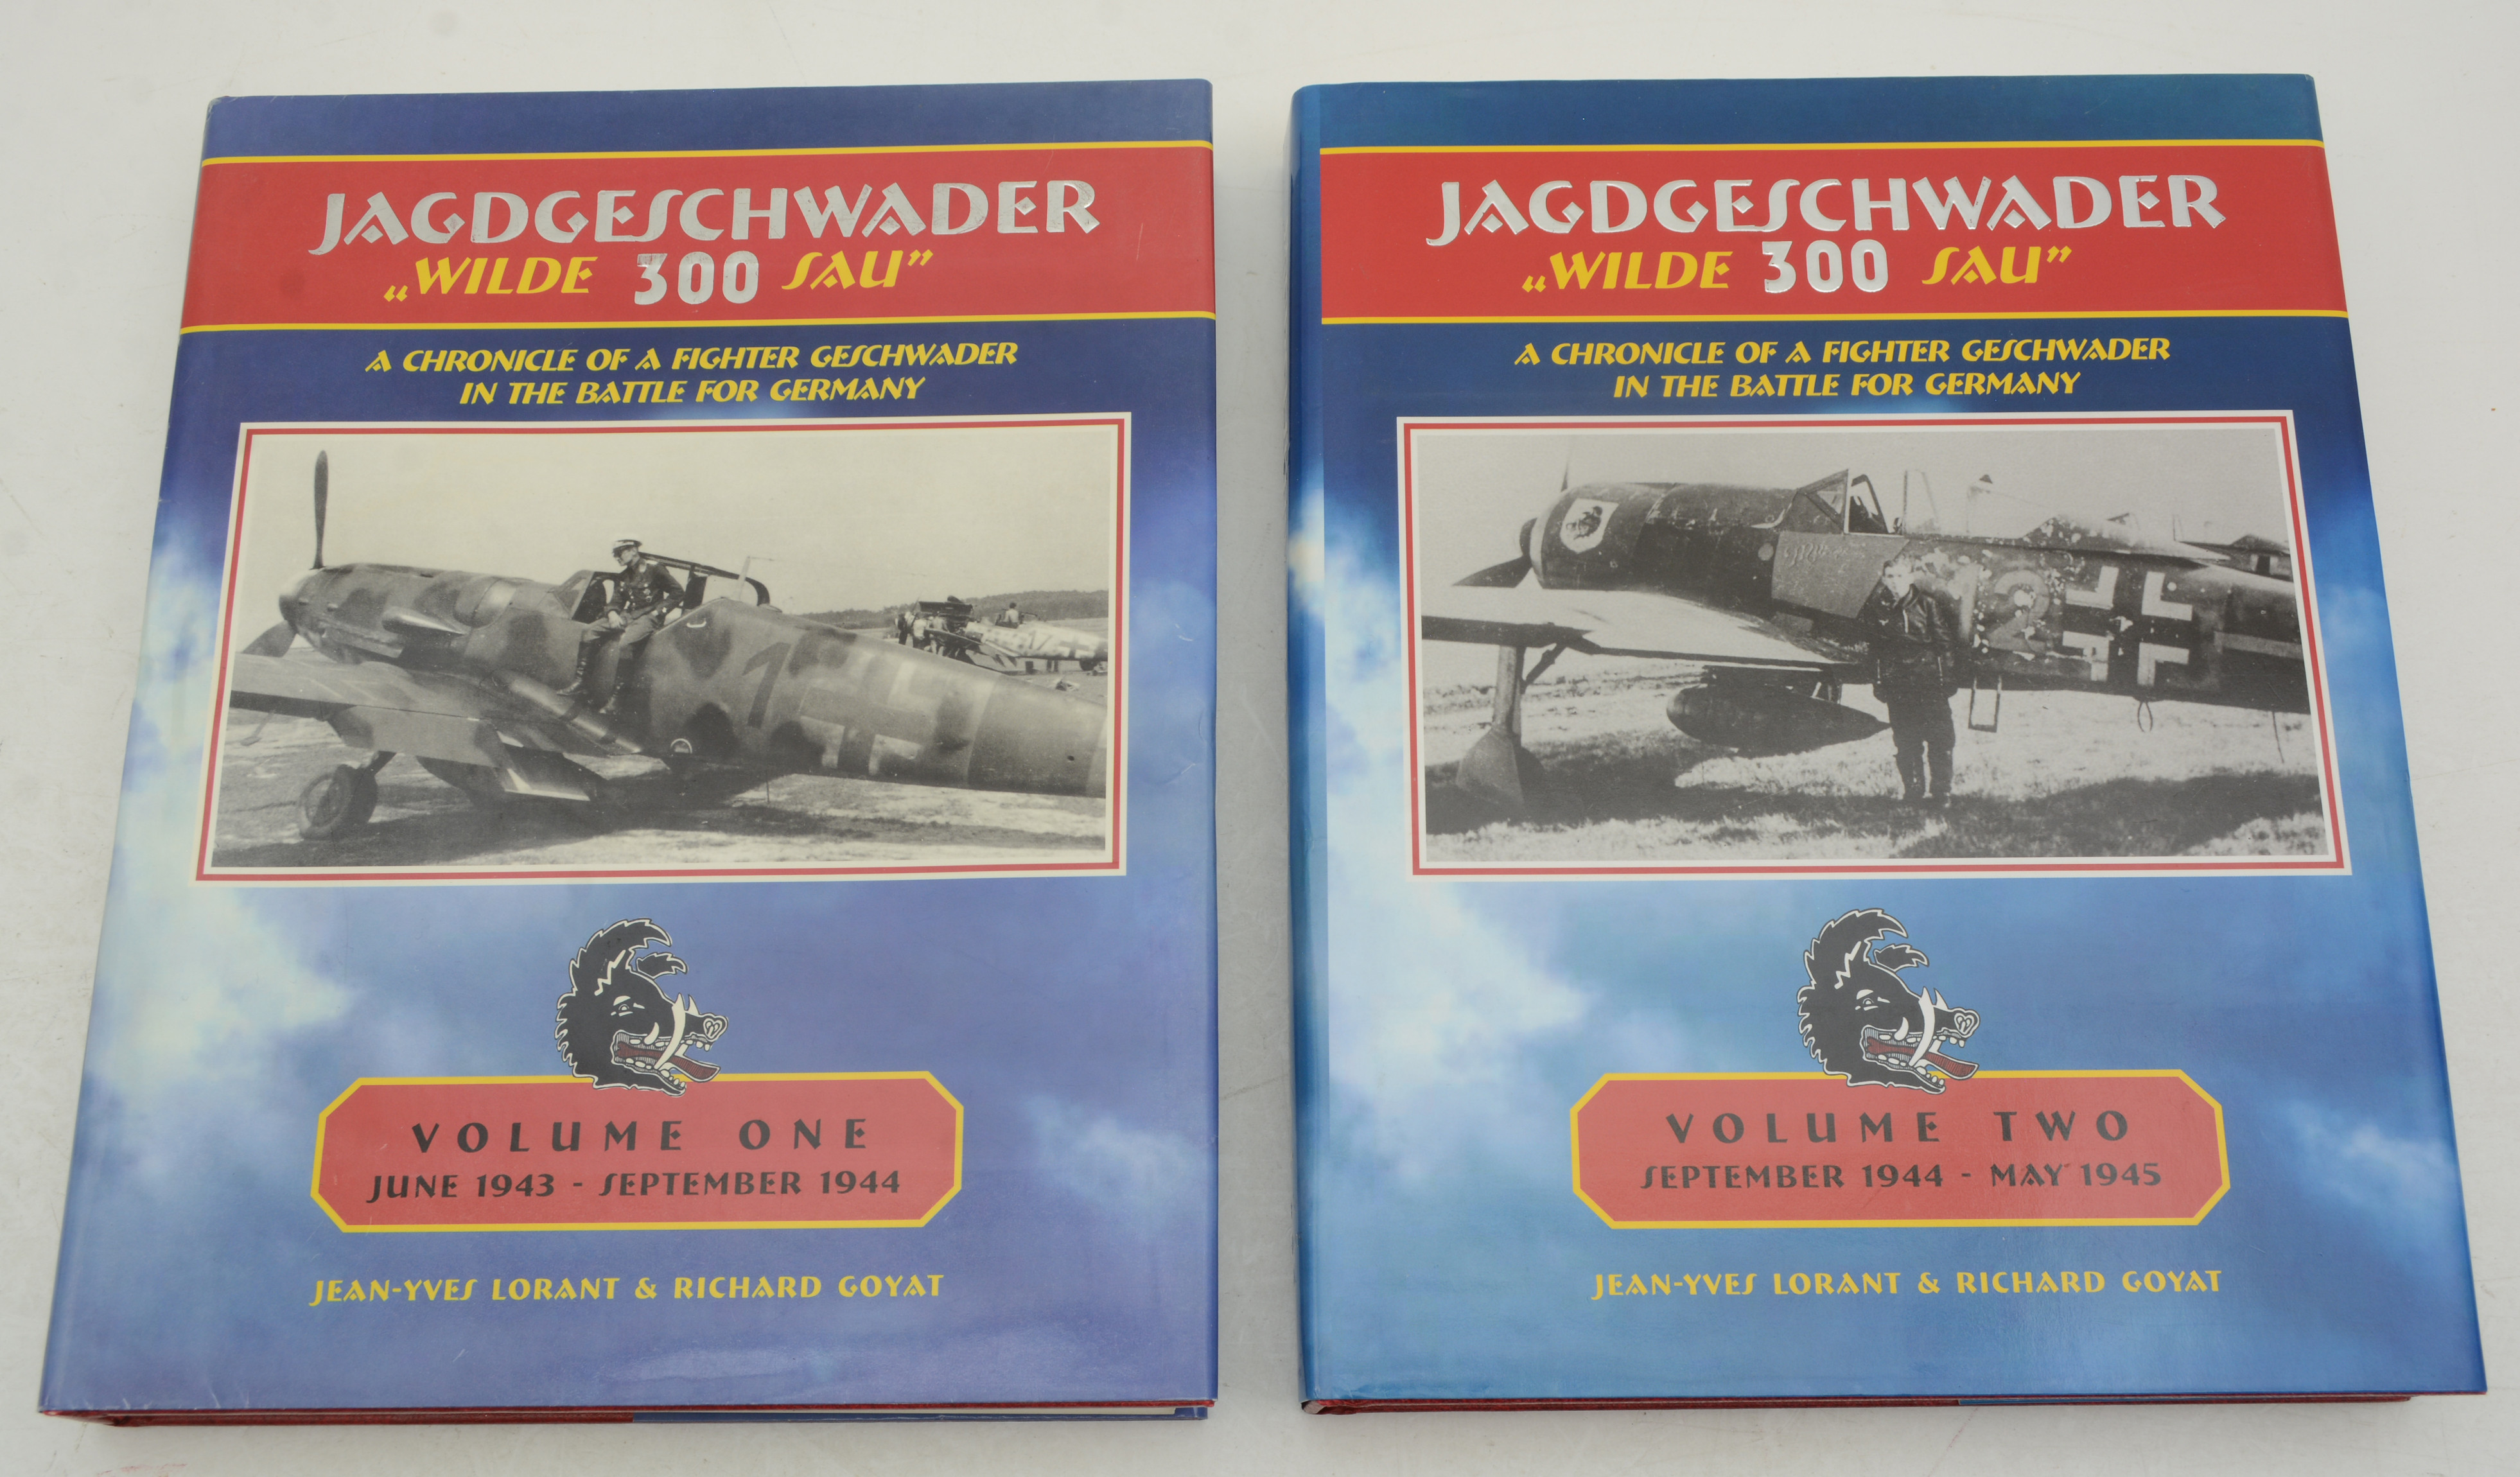 JAGDGESCHWADER
„WILDE 300 SAU”
A CHRONICLE OF A FIGHTER GESCHWADER
IN THE BATTLE FOR GERMANY
1
VOLUME ONE
JUNE 1943 - SEPTEMBER 1944
JEAN-YVES LORANT & RICHARD GOYAT
JAGDGESCHWADER
„WILDE 300 SAU”
A CHRONICLE OF A FIGHTER GESCHWADER
IN THE BATTLE FOR GERMANY
12
VOLUME TWO
SEPTEMBER 1944 - MAY 1945
JEAN-YVES LORANT & RICHARD GOYAT